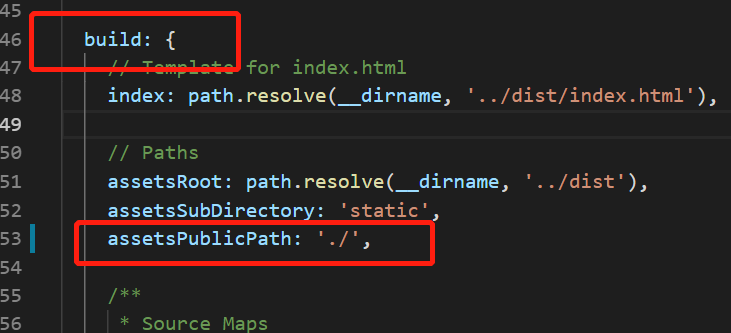 45
46 build: {
47 // Template for index.html
48 index: path.resolve(__dirname, '../dist/index.html'),
49
50 // Paths
51 assetsRoot: path.resolve(__dirname, '../dist'),
52 assetsSubDirectory: 'static',
53 assetsPublicPath: './',
54
55 /**
56 * Source Maps